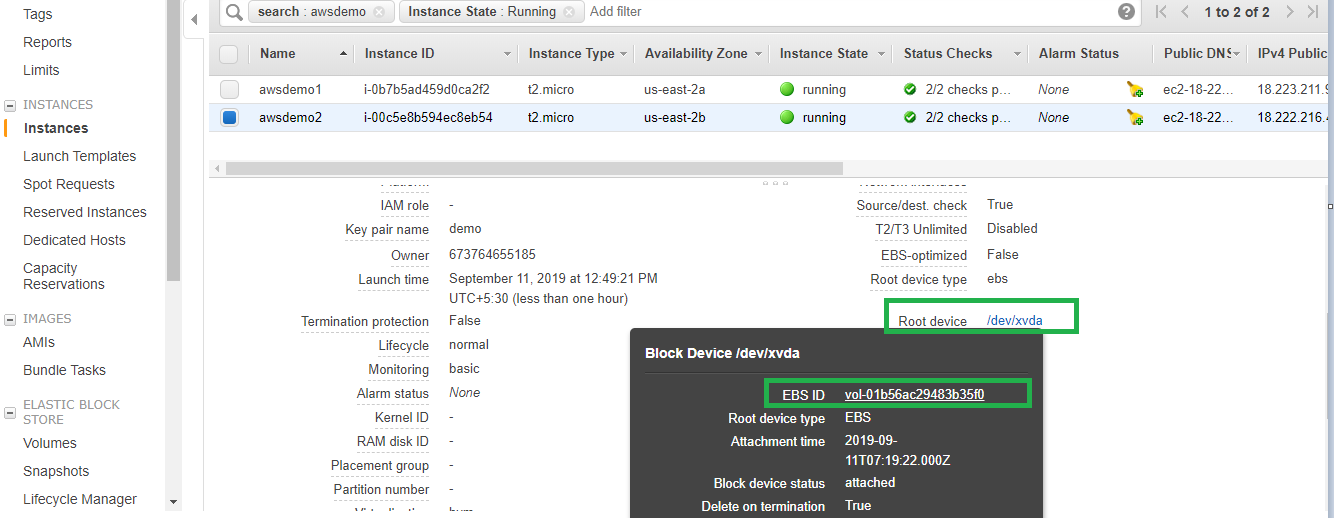 Tags
Reports
Limits
INSTANCES
Instances
Launch Templates
Spot Requests
Reserved Instances
Dedicated Hosts
Capacity
Reservations
IMAGES
AMIs
Bundle Tasks
ELASTIC BLOCK
STORE
Volumes
Snapshots
Lifecycle Manager
search : awsdemo Instance State : Running Add filter 1 to 2 of 2
Name Instance ID Instance Type Availability Zone Instance State Status Checks Alarm Status Public DNS IPv4 Public
awsdemo1 i-0b7b5ad459d0ca2f2 t2.micro us-east-2a running 2/2 checks p… None ec2-18-22… 18.223.211.9
awsdemo2 i-00c5e8b594ec8eb54 t2.micro us-east-2b running 2/2 checks p… None ec2-18-22… 18.222.216.4
IAM role -
Key pair name demo
Owner 673764655185
Launch time September 11, 2019 at 12:49:21 PM
UTC+5:30 (less than one hour)
Termination protection False
Lifecycle normal
Monitoring basic
Alarm status None
Kernel ID -
RAM disk ID -
Placement group -
Partition number -
Source/dest. check True
T2/T3 Unlimited Disabled
EBS-optimized False
Root device type ebs
Root device /dev/xvda
Block Device /dev/xvda
EBS ID vol-01b56ac29483b35f0
Root device type EBS
Attachment time 2019-09-
11T07:19:22.000Z
Block device status attached
Delete on termination True